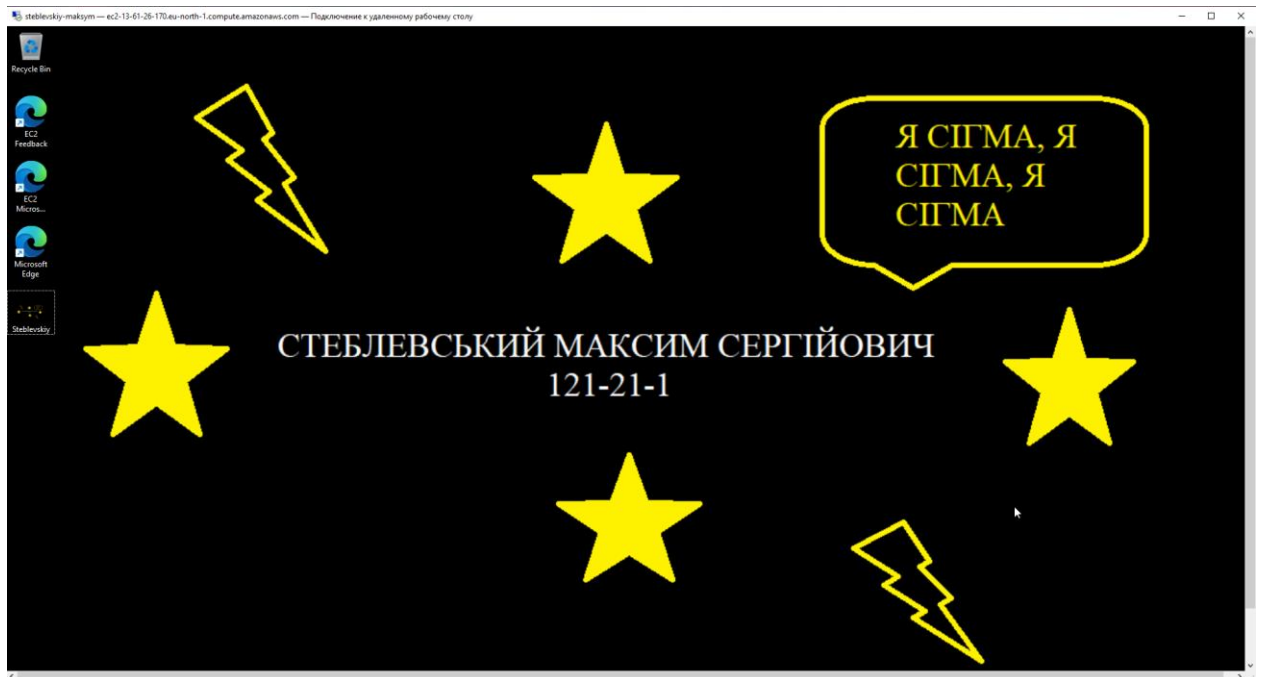 steblevskiy-maksym — ec2-13-61-26-170.eu-north-1.compute.amazonaws.com — Подключение к удаленному рабочему столу
Recycle Bin
EC2
Feedback
EC2
Micros...
Microsoft
Edge
Steblevskiy
Я СІГМА, Я
СІГМА, Я
СІГМА
СТЕБЛЕВСЬКИЙ МАКСИМ СЕРГІЙОВИЧ
121-21-1